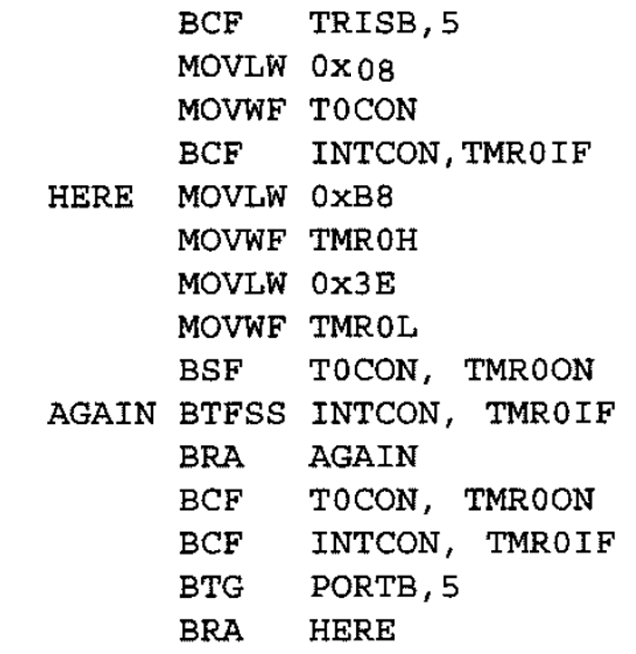 BCF TRISB,5
MOVLW 0x08
MOVWF T0CON
BCF INTCON,TMR0IF
HERE MOVLW 0xB8
MOVWF TMR0H
MOVLW 0x3E
MOVWF TMR0L
BSF T0CON, TMR0ON
AGAIN BTFSS INTCON, TMR0IF
BRA AGAIN
BCF T0CON, TMR0ON
BCF INTCON, TMR0IF
BTG PORTB,5
BRA HERE